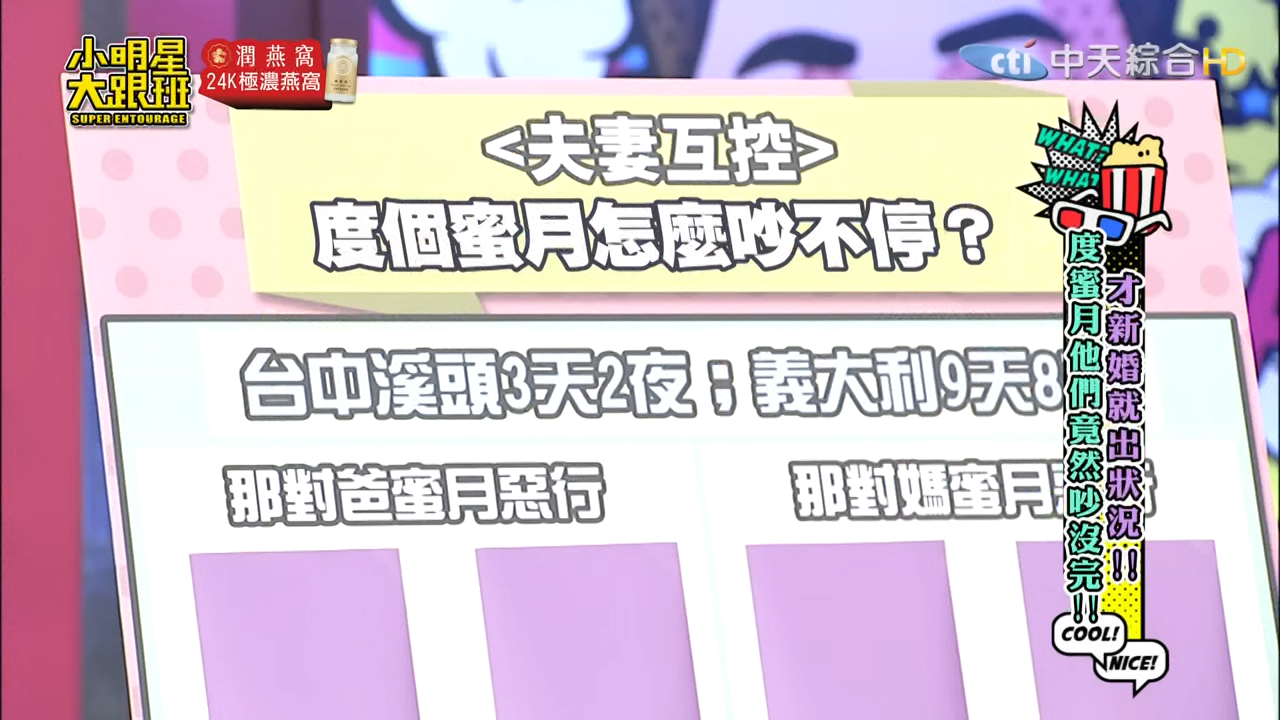 小明星
大跟班
SUPER ENTOURAGE
潤燕窩
24K極濃燕窩
cti 中天綜合HD
<夫妻互控>
度個蜜月怎麼吵不停？
台中溪頭3天2夜；義大利9天8
那對爸蜜月惡行
那對媽蜜月
WHAT?
WHAT?
才新婚就出狀況!!
度蜜月他們竟然吵沒完!!
COOL!
NICE!